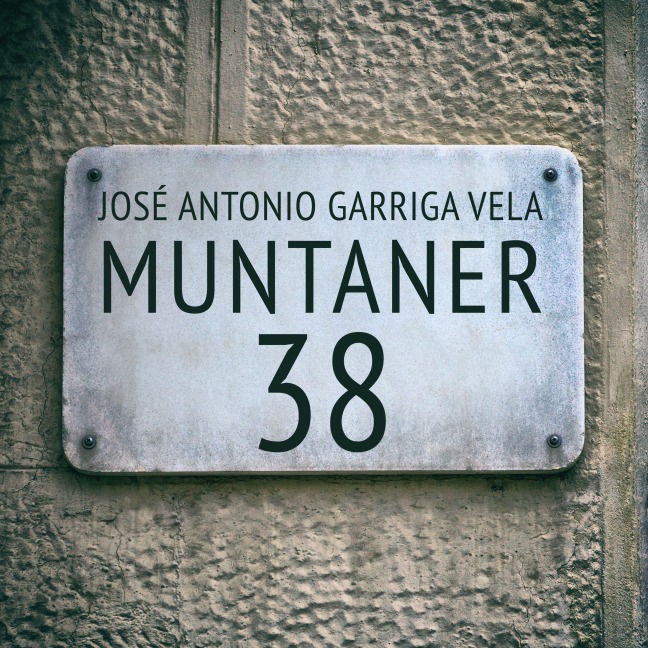 JOSÉ ANTONIO GARRIGA VELA
MUNTANER
38